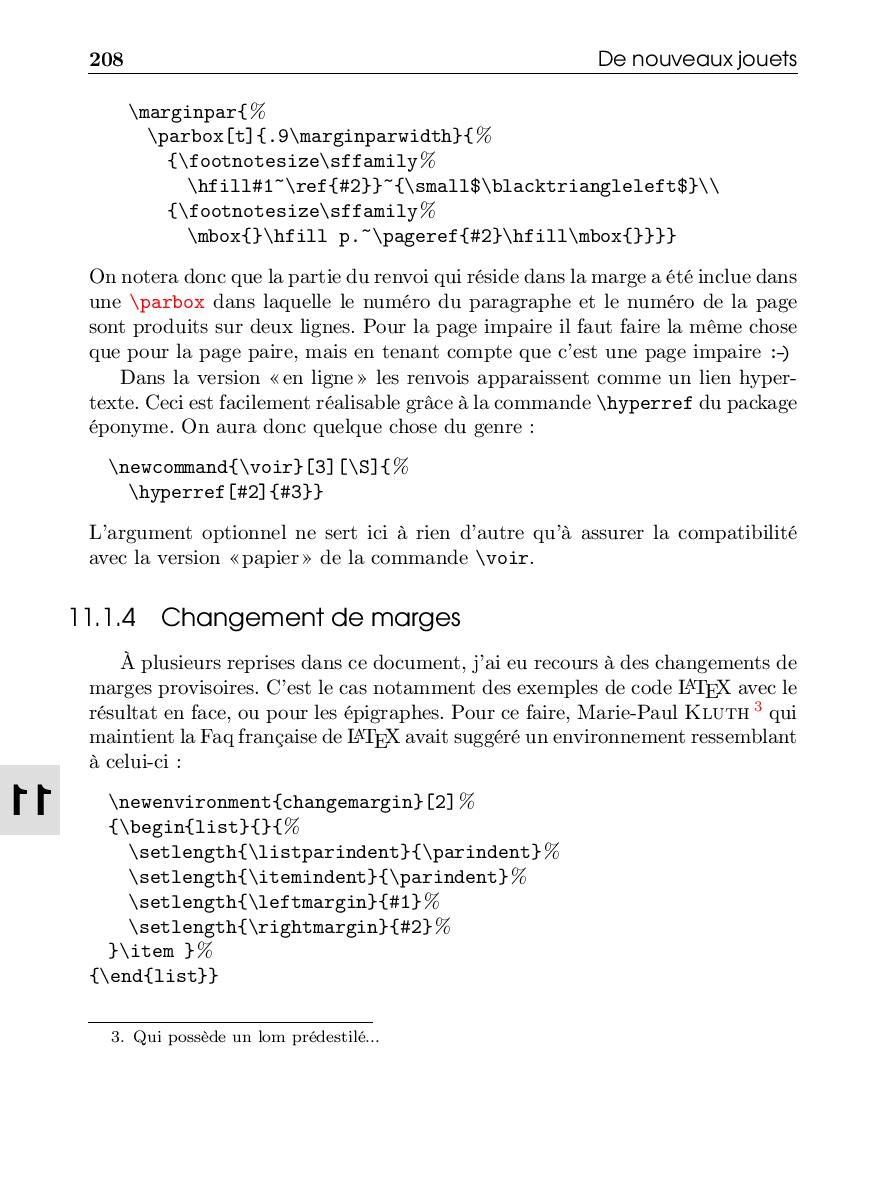 208 De nouveaux jouets
\marginpar{%
\parbox[t]{.9\marginparwidth}{%
{\footnotesize\sffamily%
\hfill#1~\ref{#2}}~{\small$\blacktriangleleft$}\\
{\footnotesize\sffamily%
\mbox{}\hfill p.~\pageref{#2}\hfill\mbox{}}}}
On notera donc que la partie du renvoi qui réside dans la marge a été inclue dans
une \parbox dans laquelle le numéro du paragraphe et le numéro de la page
sont produits sur deux lignes. Pour la page impaire il faut faire la même chose
que pour la page paire, mais en tenant compte que c'est une page impaire :-)
Dans la version « en ligne » les renvois apparaissent comme un lien hyper-
texte. Ceci est facilement réalisable grâce à la commande \hyperref du package
éponyme. On aura donc quelque chose du genre :
\newcommand{\voir}[3][\S]{%
\hyperref[#2]{#3}}
L'argument optionnel ne sert ici à rien d'autre qu'à assurer la compatibilité
avec la version « papier » de la commande \voir.
11.1.4 Changement de marges
À plusieurs reprises dans ce document, j'ai eu recours à des changements de
marges provisoires. C'est le cas notamment des exemples de code LATEX avec le
résultat en face, ou pour les épigraphes. Pour ce faire, Marie-Paul KLUTH 3 qui
maintient la Faq française de LATEX avait suggéré un environnement ressemblant
à celui-ci :
11
\newenvironment{changemargin}[2]%
{\begin{list}{}{%
\setlength{\listparindent}{\parindent}%
\setlength{\itemindent}{\parindent}%
\setlength{\leftmargin}{#1}%
\setlength{\rightmargin}{#2}%
}\item }%
{\end{list}}
3. Qui possède un lom prédestilé...